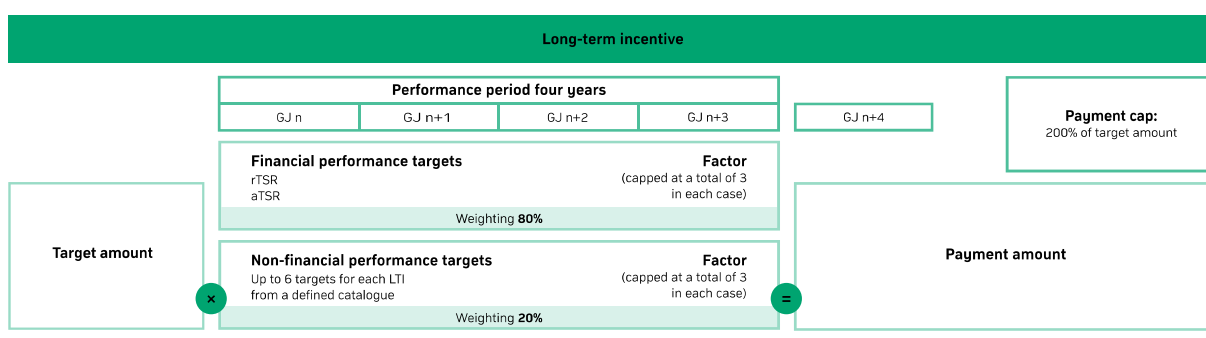 Long-term incentive
Performance period four years
GJ n
GJ n+1
GJ n+2
GJ n+3
GJ n+4
Payment cap:
200% of target amount
Financial performance targets
rTSR
aTSR
Factor
(capped at a total of 3
in each case)
Weighting 80%
Target amount
×
Non-financial performance targets
Up to 6 targets for each LTI
from a defined catalogue
Factor
(capped at a total of 3
in each case)
Weighting 20%
=
Payment amount